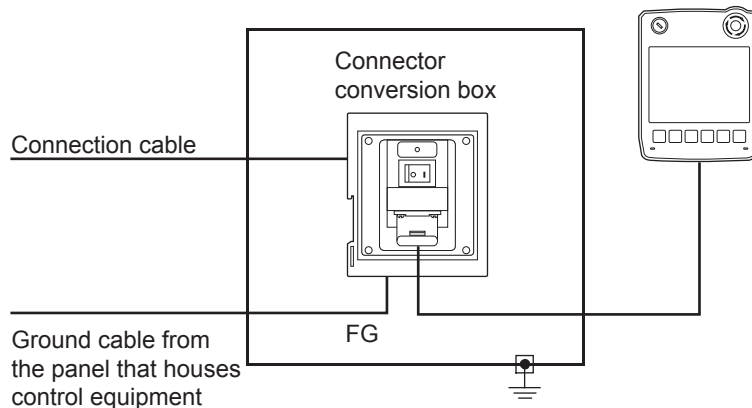 Connector
conversion box
Connection cable
FG
Ground cable from
the panel that houses
control equipment